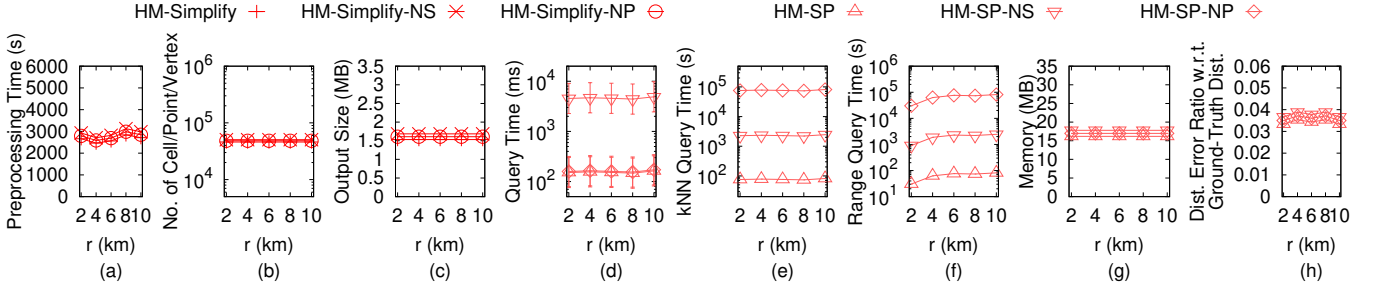 HM-Simplify HM-Simplify-NS HM-Simplify-NP HM-SP HM-SP-NS HM-SP-NP
Preprocessing Time (s)
6000
5000
4000
3000
2000
1000
0
2 4 6 8 10
r (km)
(a)
No. of Cell/Point/Vertex
10^6
10^5
10^4
2 4 6 8 10
r (km)
(b)
Output Size (MB)
3.5
3
2.5
2
1.5
1
0.5
0
2 4 6 8 10
r (km)
(c)
Query Time (ms)
10^4
10^3
10^2
2 4 6 8 10
r (km)
(d)
kNN Query Time (s)
10^5
10^4
10^3
10^2
2 4 6 8 10
r (km)
(e)
Range Query Time (s)
10^6
10^5
10^4
10^3
10^2
10^1
2 4 6 8 10
r (km)
(f)
Memory (MB)
35
30
25
20
15
10
5
0
2 4 6 8 10
r (km)
(g)
Dist. Error Ratio w.r.t.
Ground-Truth Dist.
0.06
0.05
0.04
0.03
0.02
0.01
0
2 4 6 8 10
r (km)
(h)